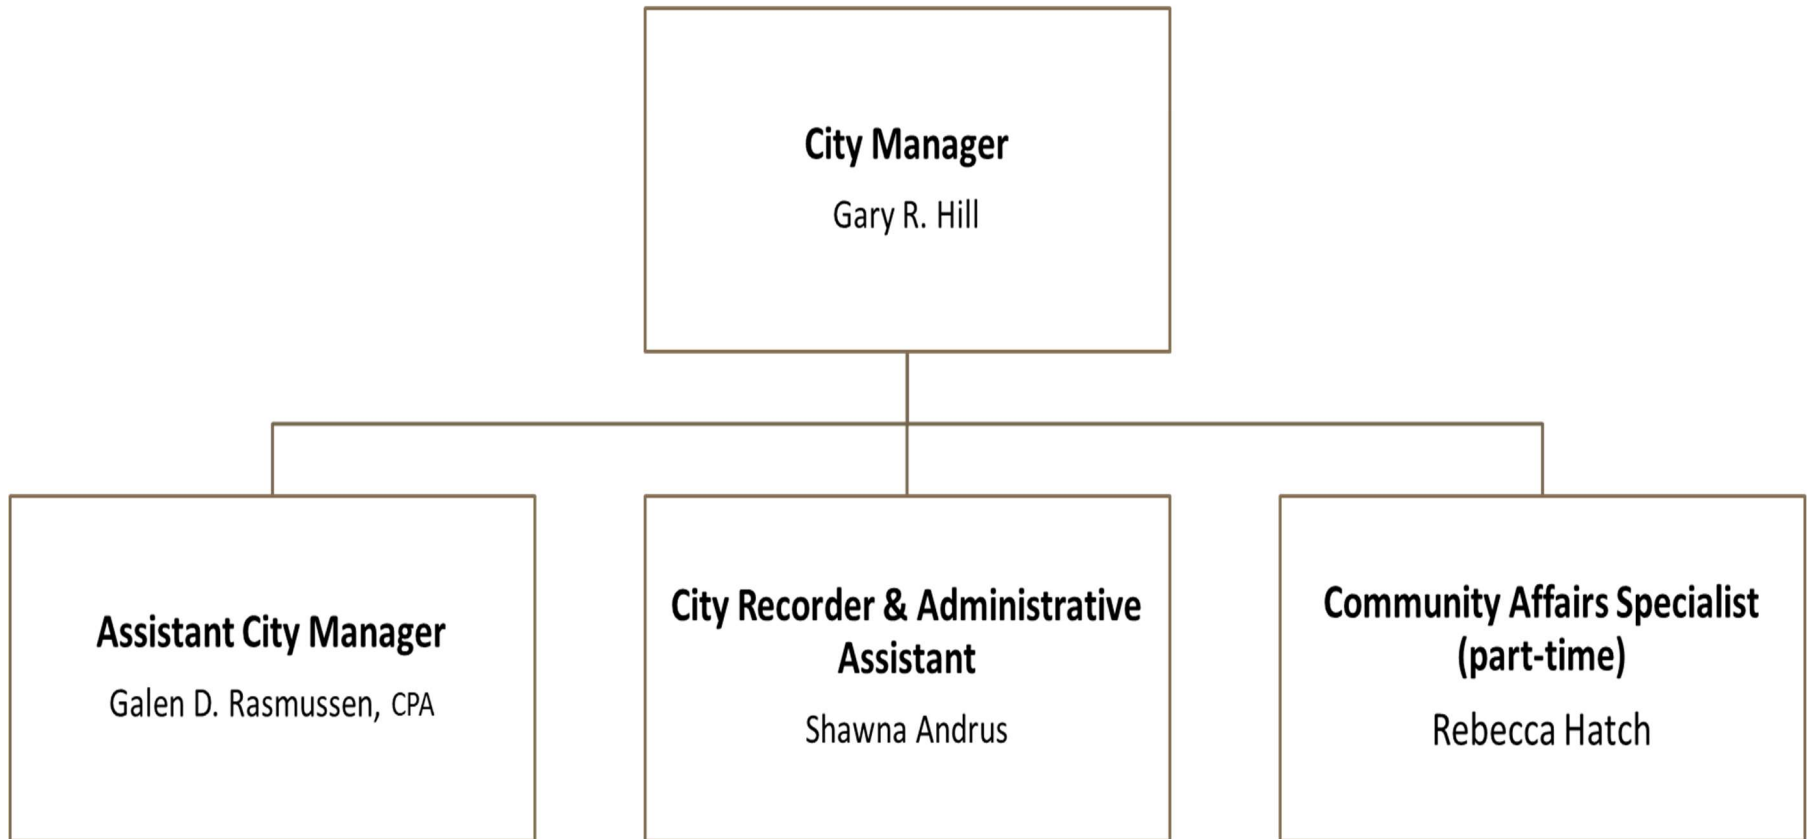 City Manager
Gary R. Hill
Assistant City Manager
Galen D. Rasmussen, CPA
City Recorder & Administrative
Assistant
Shawna Andrus
Community Affairs Specialist
(part-time)
Rebecca Hatch